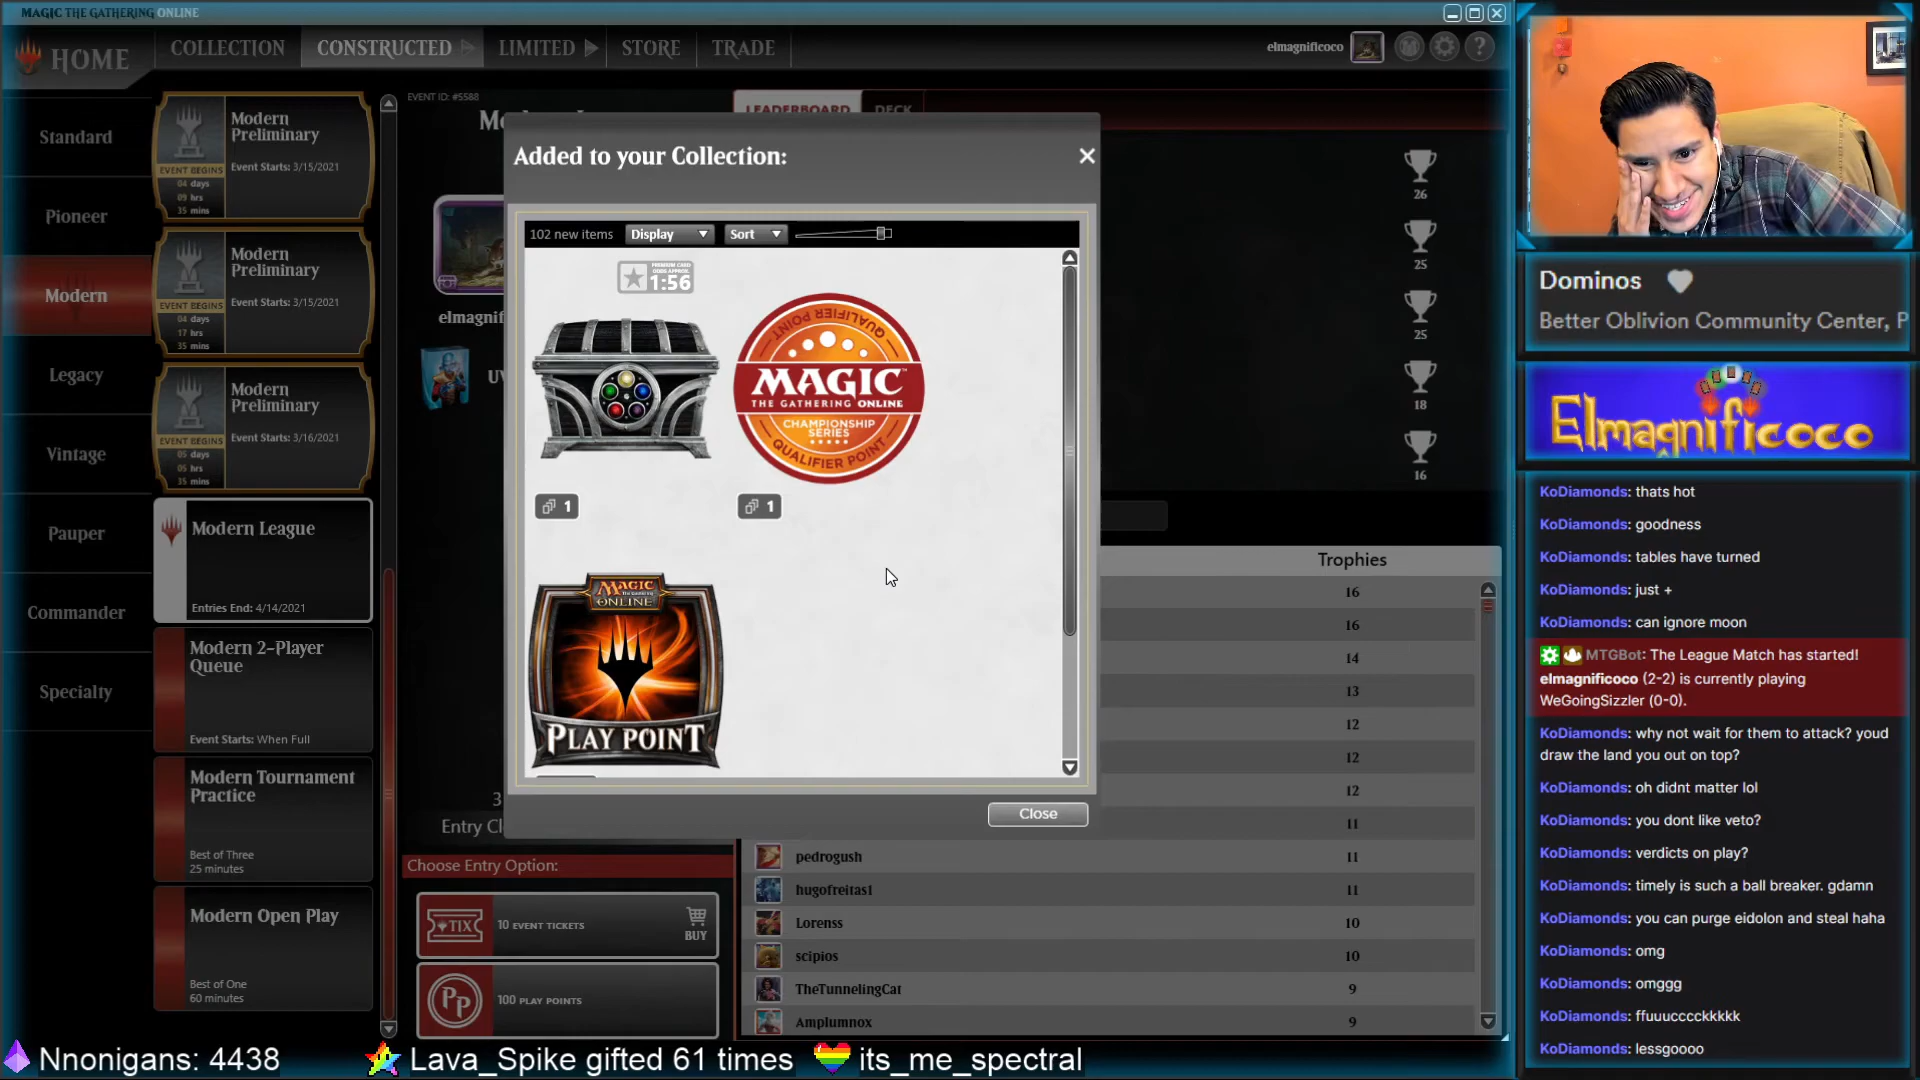 MAGIC THE GATHERING ONLINE
HOME
COLLECTION
CONSTRUCTED
LIMITED
STORE
TRADE
elmagnificoco
?
Standard
Pioneer
Modern
Legacy
Vintage
Pauper
Commander
Specialty
Modern
Preliminary
Event Starts: 3/15/2021
EVENT BEGINS
04 days
09 hrs
35 mins
Modern
Preliminary
Event Starts: 3/15/2021
EVENT BEGINS
04 days
17 hrs
35 mins
Modern
Preliminary
Event Starts: 3/16/2021
EVENT BEGINS
05 days
05 hrs
35 mins
Modern League
Entries End: 4/14/2021
Modern 2-Player
Queue
Event Starts: When Full
Modern Tournament
Practice
Best of Three
25 minutes
Modern Open Play
Best of One
60 minutes
EVENT ID: #5588
LEADERBOARD
DECK
elmagnif
3
Entry Cl
Added to your Collection:
102 new items
Display
Sort
PREMIUM CARD
ODDS APPROX.
1:56
QUALIFIER POINT
MAGIC
THE GATHERING ONLINE
CHAMPIONSHIP
SERIES
QUALIFIER POINT
1
1
MAGIC
The Gathering
ONLINE
PLAY POINT
Close
26
25
25
18
16
Trophies
16
16
14
13
12
12
12
11
pedrogush 11
hugofreitas1 11
Lorenss 10
scipios 10
TheTunnelingCat 9
Amplumnox 9
Choose Entry Option:
TIX
10 EVENT TICKETS
BUY
PP
100 PLAY POINTS
Dominos
Better Oblivion Community Center, P
Elmagnificoco
KoDiamonds: thats hot
KoDiamonds: goodness
KoDiamonds: tables have turned
KoDiamonds: just +
KoDiamonds: can ignore moon
MTGBot: The League Match has started!
elmagnificoco (2-2) is currently playing
WeGoingSizzler (0-0).
KoDiamonds: why not wait for them to attack? youd
draw the land you out on top?
KoDiamonds: oh didnt matter lol
KoDiamonds: you dont like veto?
KoDiamonds: verdicts on play?
KoDiamonds: timely is such a ball breaker. gdamn
KoDiamonds: you can purge eidolon and steal haha
KoDiamonds: omg
KoDiamonds: omggg
KoDiamonds: ffuuucccckkkkk
KoDiamonds: lessgoooo
Nnonigans: 4438
Lava_Spike gifted 61 times
its_me_spectral